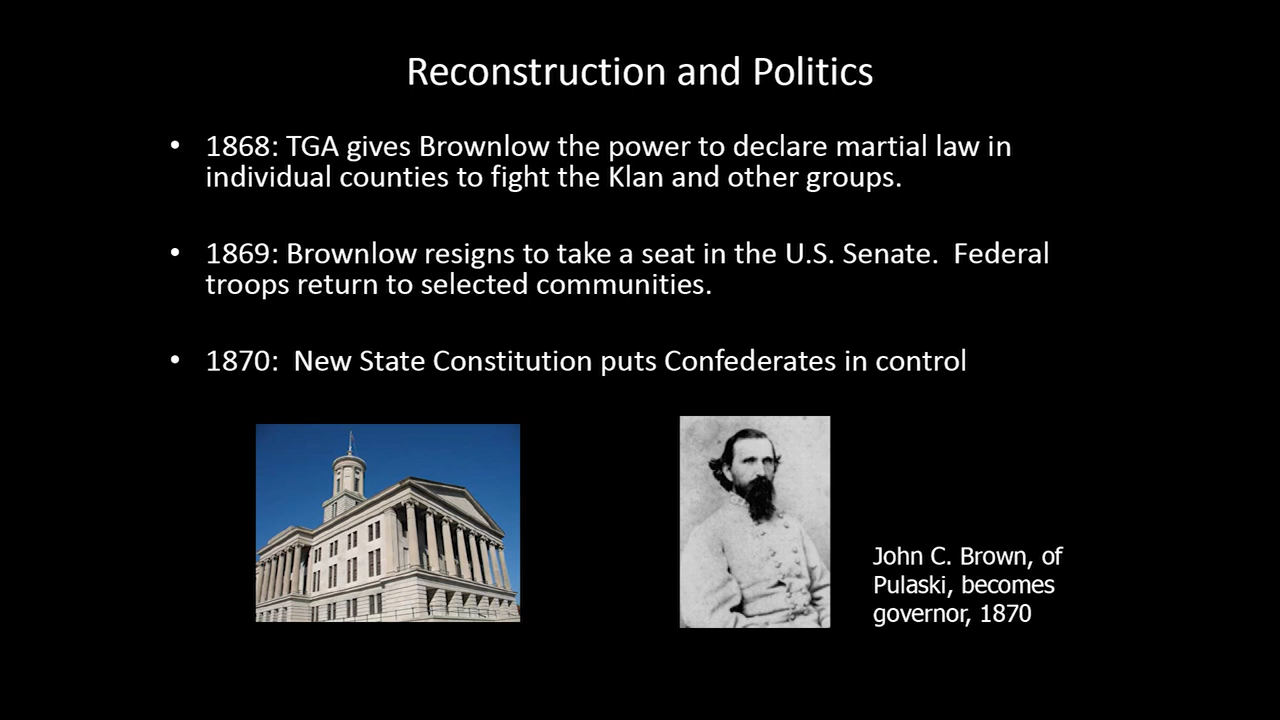 Reconstruction and Politics
• 1868: TGA gives Brownlow the power to declare martial law in
individual counties to fight the Klan and other groups.
• 1869: Brownlow resigns to take a seat in the U.S. Senate.  Federal
troops return to selected communities.
• 1870:  New State Constitution puts Confederates in control
John C. Brown, of
Pulaski, becomes
governor, 1870